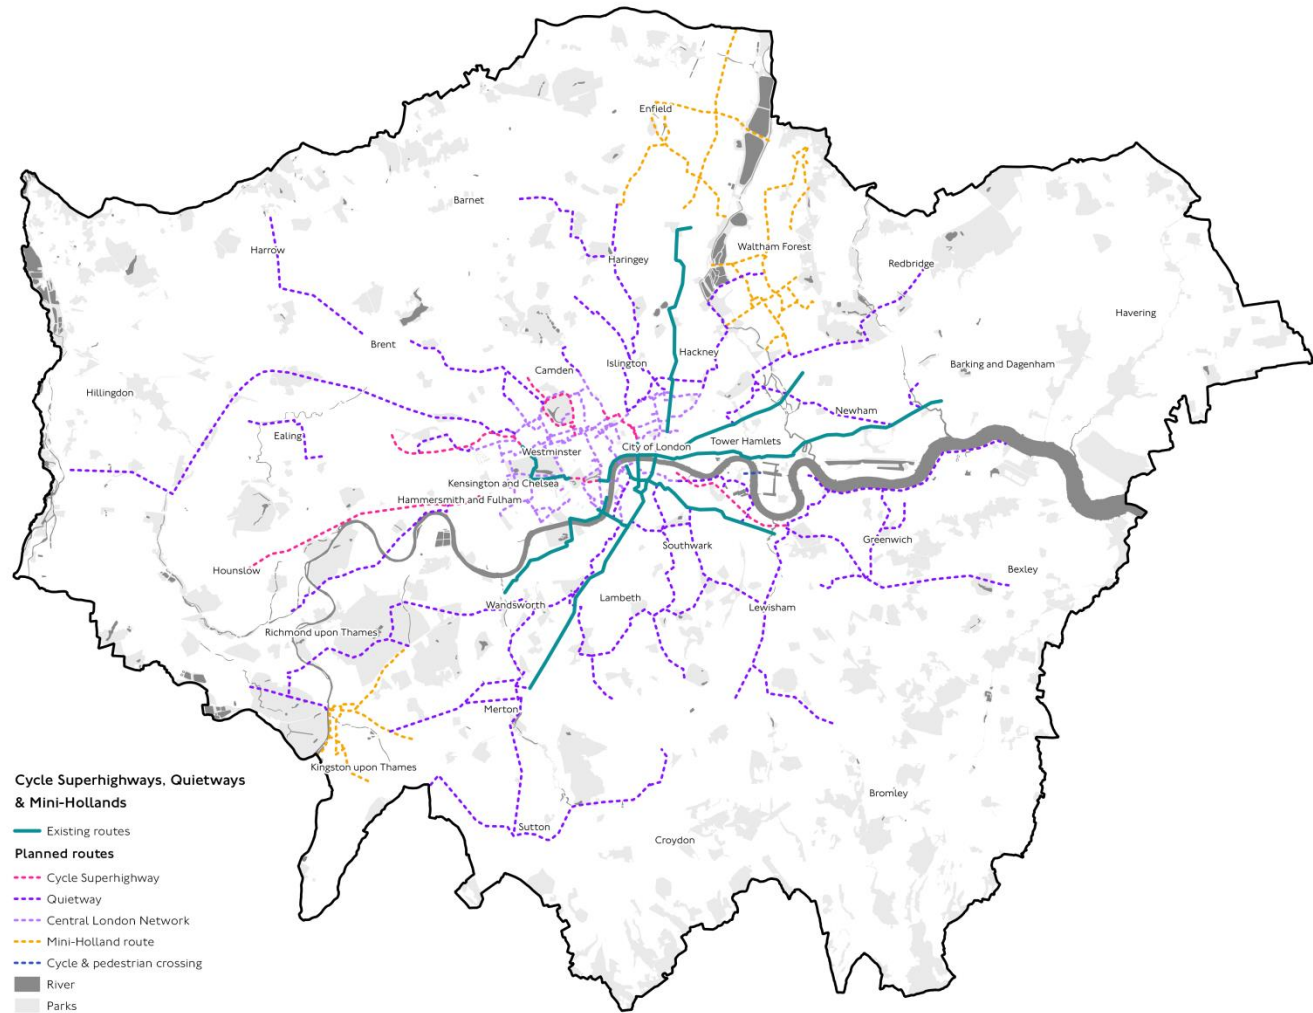 Enfield
Barnet
Harrow
Haringey
Waltham Forest
Redbridge
Havering
Brent
Camden
Islington
Hackney
Barking and Dagenham
Hillingdon
Newham
Ealing
Westminster
City of London
Tower Hamlets
Kensington and Chelsea
Hammersmith and Fulham
Hounslow
Southwark
Greenwich
Bexley
Wandsworth
Lambeth
Lewisham
Richmond upon Thames
Merton
Kingston upon Thames
Bromley
Sutton
Croydon
Cycle Superhighways, Quietways
& Mini-Hollands
Existing routes
Planned routes
Cycle Superhighway
Quietway
Central London Network
Mini-Holland route
Cycle & pedestrian crossing
River
Parks